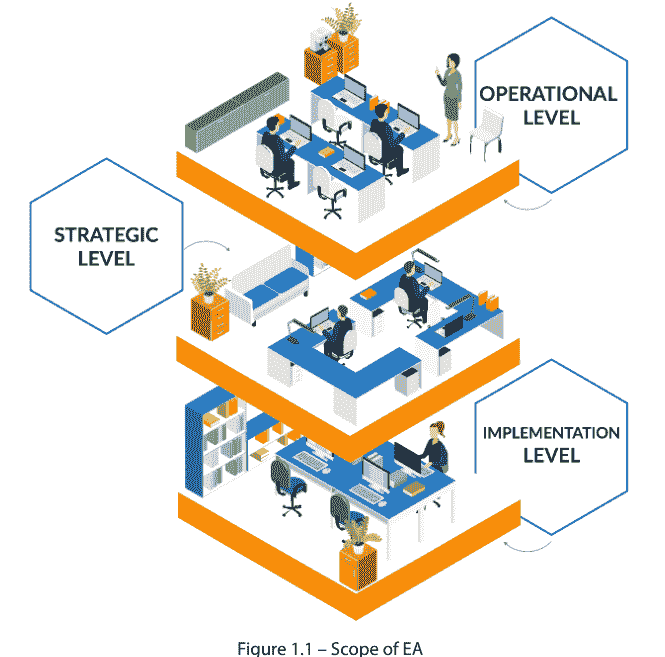 OPERATIONAL
LEVEL
STRATEGIC
LEVEL
IMPLEMENTATION
LEVEL
Figure 1.1 – Scope of EA